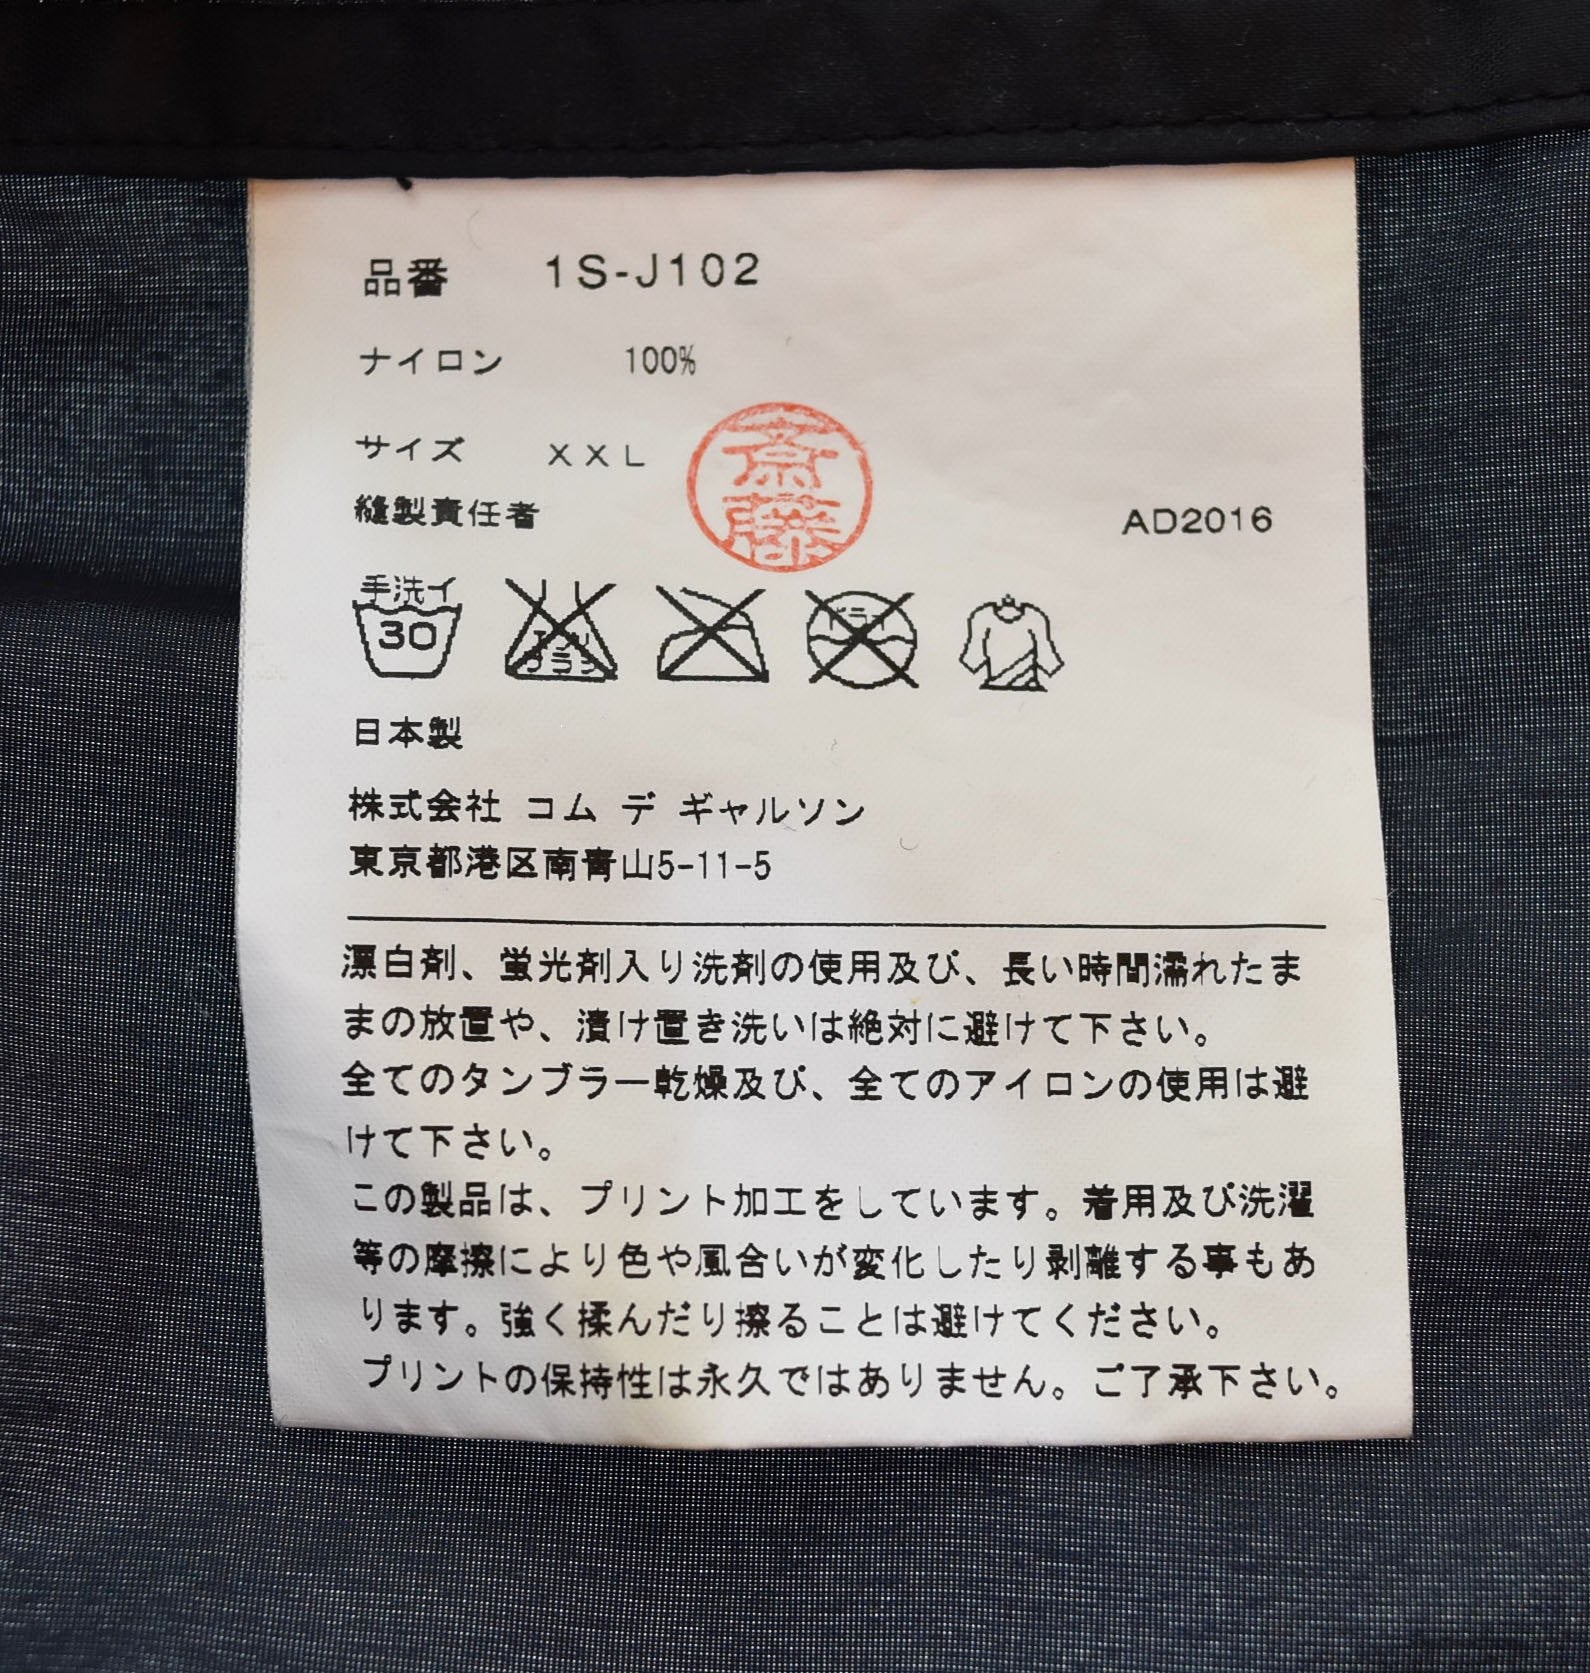 品番 1S-J102
ナイロン 100%
サイズ XXL
斎藤
縫製責任者
AD2016
手洗イ
30
エンソ
サラシ
ドライ
日本製
株式会社 コム デ ギャルソン
東京都港区南青山5-11-5
漂白剤、蛍光剤入り洗剤の使用及び、長い時間濡れたま
まの放置や、漬け置き洗いは絶対に避けて下さい。
全てのタンブラー乾燥及び、全てのアイロンの使用は避
けて下さい。
この製品は、プリント加工をしています。着用及び洗濯
等の摩擦により色や風合いが変化したり剥離する事もあ
ります。強く揉んだり擦ることは避けてください。
プリントの保持性は永久ではありません。ご了承下さい。